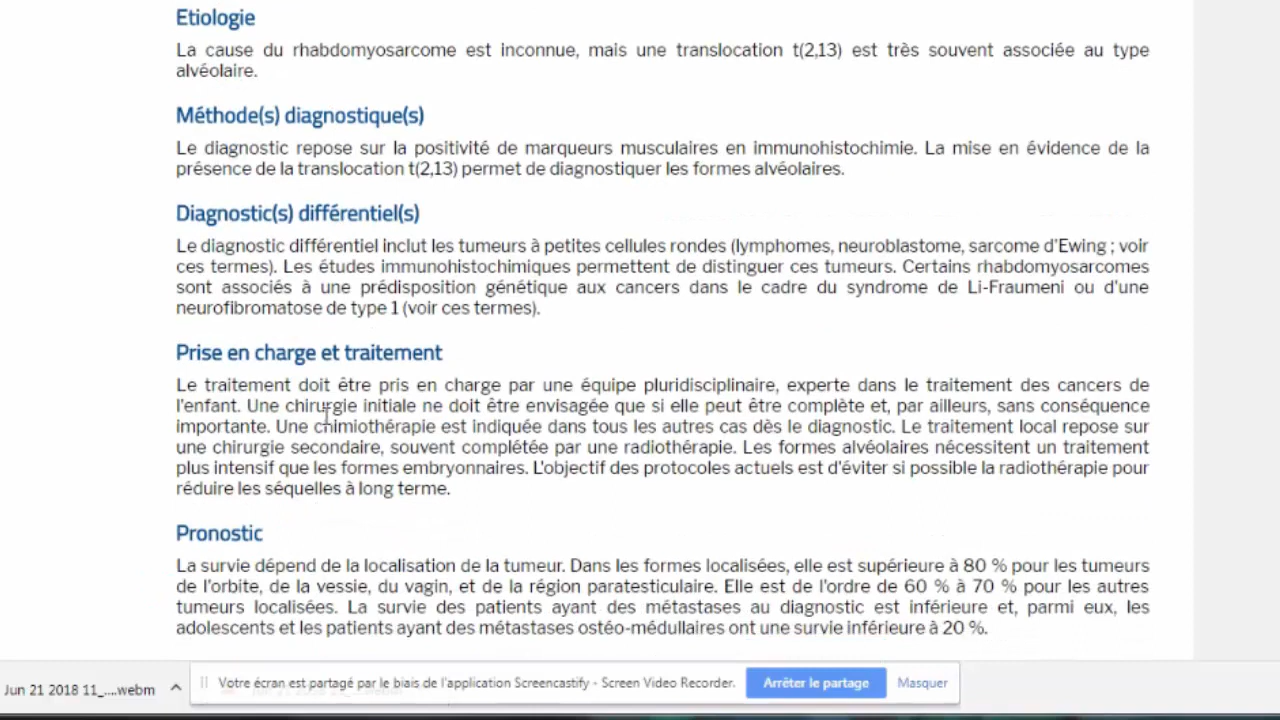 Etiologie
La cause du rhabdomyosarcome est inconnue, mais une translocation t(2,13) est très souvent associée au type
alvéolaire.
Méthode(s) diagnostique(s)
Le diagnostic repose sur la positivité de marqueurs musculaires en immunohistochimie. La mise en évidence de la
présence de la translocation t(2,13) permet de diagnostiquer les formes alvéolaires.
Diagnostic(s) différentiel(s)
Le diagnostic différentiel inclut les tumeurs à petites cellules rondes (lymphomes, neuroblastome, sarcome d'Ewing ; voir
ces termes). Les études immunohistochimiques permettent de distinguer ces tumeurs. Certains rhabdomyosarcomes
sont associés à une prédisposition génétique aux cancers dans le cadre du syndrome de Li-Fraumeni ou d'une
neurofibromatose de type 1 (voir ces termes).
Prise en charge et traitement
Le traitement doit être pris en charge par une équipe pluridisciplinaire, experte dans le traitement des cancers de
l'enfant. Une chirurgie initiale ne doit être envisagée que si elle peut être complète et, par ailleurs, sans conséquence
importante. Une chimiothérapie est indiquée dans tous les autres cas dès le diagnostic. Le traitement local repose sur
une chirurgie secondaire, souvent complétée par une radiothérapie. Les formes alvéolaires nécessitent un traitement
plus intensif que les formes embryonnaires. L'objectif des protocoles actuels est d'éviter si possible la radiothérapie pour
réduire les séquelles à long terme.
Pronostic
La survie dépend de la localisation de la tumeur. Dans les formes localisées, elle est supérieure à 80 % pour les tumeurs
de l'orbite, de la vessie, du vagin, et de la région paratesticulaire. Elle est de l'ordre de 60 % à 70 % pour les autres
tumeurs localisées. La survie des patients ayant des métastases au diagnostic est inférieure et, parmi eux, les
adolescents et les patients ayant des métastases ostéo-médullaires ont une survie inférieure à 20 %.
Jun 21 2018 11_....webm
Votre écran est partagé par le biais de l'application Screencastify - Screen Video Recorder.
Arrêter le partage
Masquer